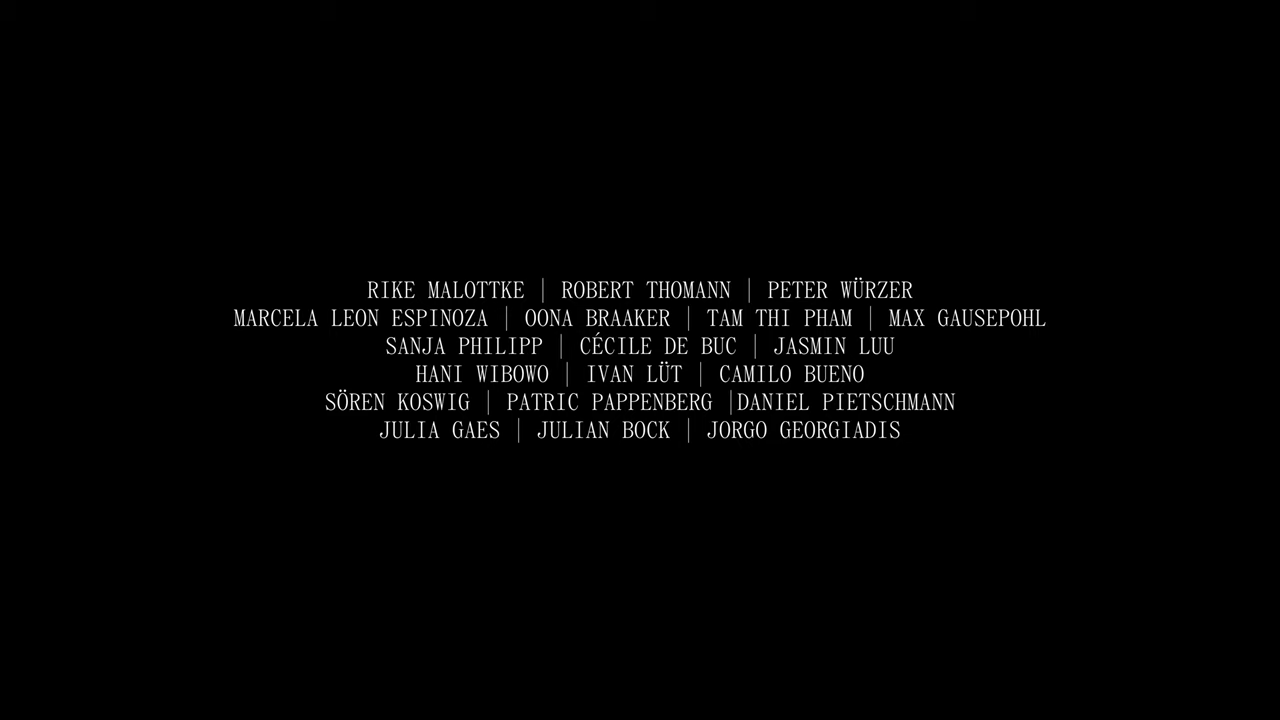 RIKE MALOTTKE | ROBERT THOMANN | PETER WÜRZER
MARCELA LEON ESPINOZA | OONA BRAAKER | TAM THI PHAM | MAX GAUSEPOHL
SANJA PHILIPP | CÉCILE DE BUC | JASMIN LUU
HANI WIBOWO | IVAN LÜT | CAMILO BUENO
SÖREN KOSWIG | PATRIC PAPPENBERG |DANIEL PIETSCHMANN
JULIA GAES | JULIAN BOCK | JORGO GEORGIADIS